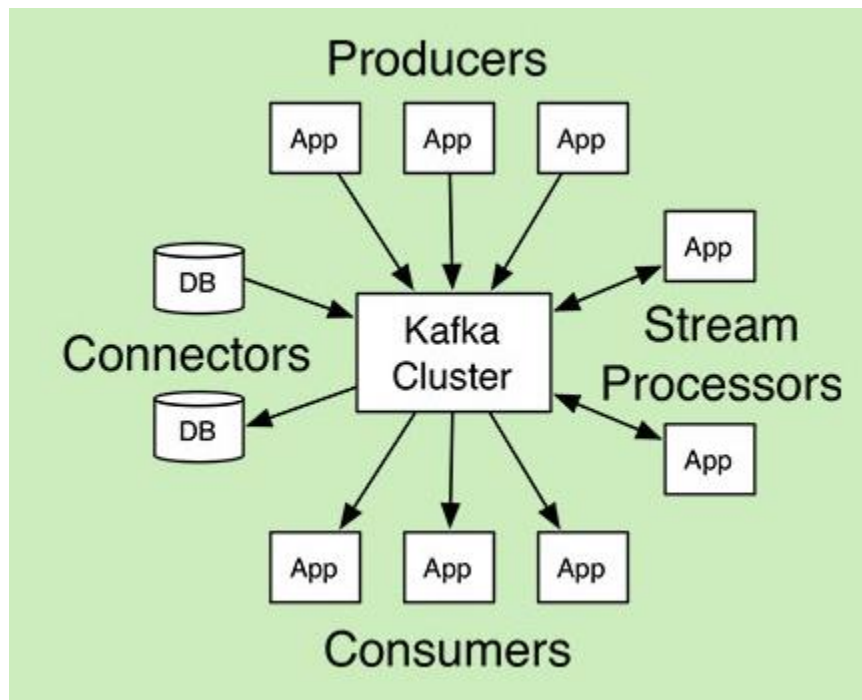 Producers
App
App
App
App
DB
Kafka
Cluster
Stream
Processors
Connectors
DB
App
App
App
App
Consumers